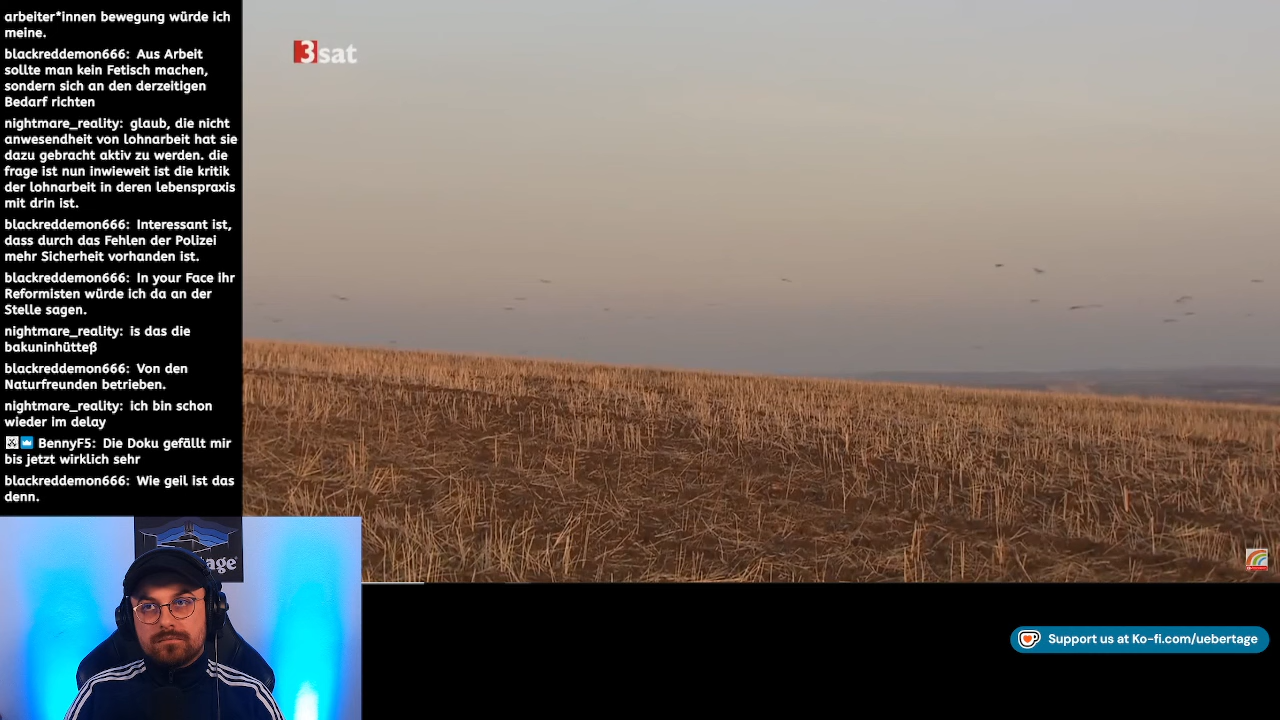 arbeiter*innen bewegung würde ich
meine.
blackreddemon666: Aus Arbeit
sollte man kein Fetisch machen,
sondern sich an den derzeitigen
Bedarf richten
nightmare_reality: glaub, die nicht
anwesendheit von lohnarbeit hat sie
dazu gebracht aktiv zu werden. die
frage ist nun inwieweit ist die kritik
der lohnarbeit in deren lebenspraxis
mit drin ist.
blackreddemon666: Interessant ist,
dass durch das Fehlen der Polizei
mehr Sicherheit vorhanden ist.
blackreddemon666: In your Face ihr
Reformisten würde ich da an der
Stelle sagen.
nightmare_reality: is das die
bakuninhütteß
blackreddemon666: Von den
Naturfreunden betrieben.
nightmare_reality: ich bin schon
wieder im delay
BennyF5: Die Doku gefällt mir
bis jetzt wirklich sehr
blackreddemon666: Wie geil ist das
denn.
3sat
Support us at Ko-fi.com/uebertage